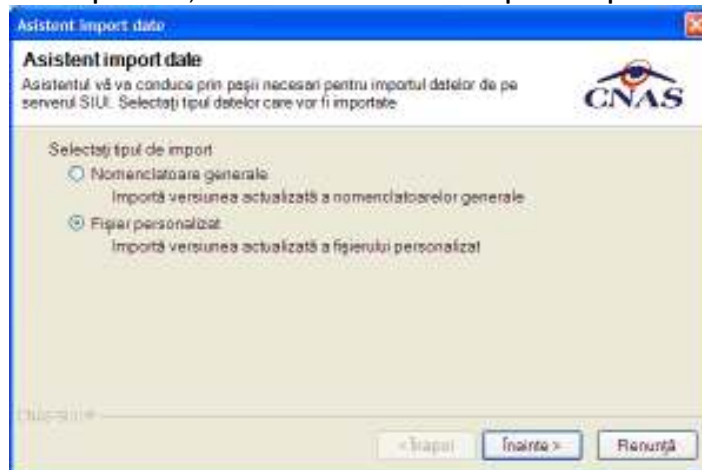 Asistent import date
Asistent import date
Asistentul vă va conduce prin pașii necesari pentru importul datelor de pe
serverul SIUI. Selectați tipul datelor care vor fi importate
CNAS
Selectați tipul de import
Nomenclatoare generale
Importă versiunea actualizată a nomenclatoarelor generale
Fișier personalizat
Importă versiunea actualizată a fișierului personalizat
< Înapoi Înainte > Renunță